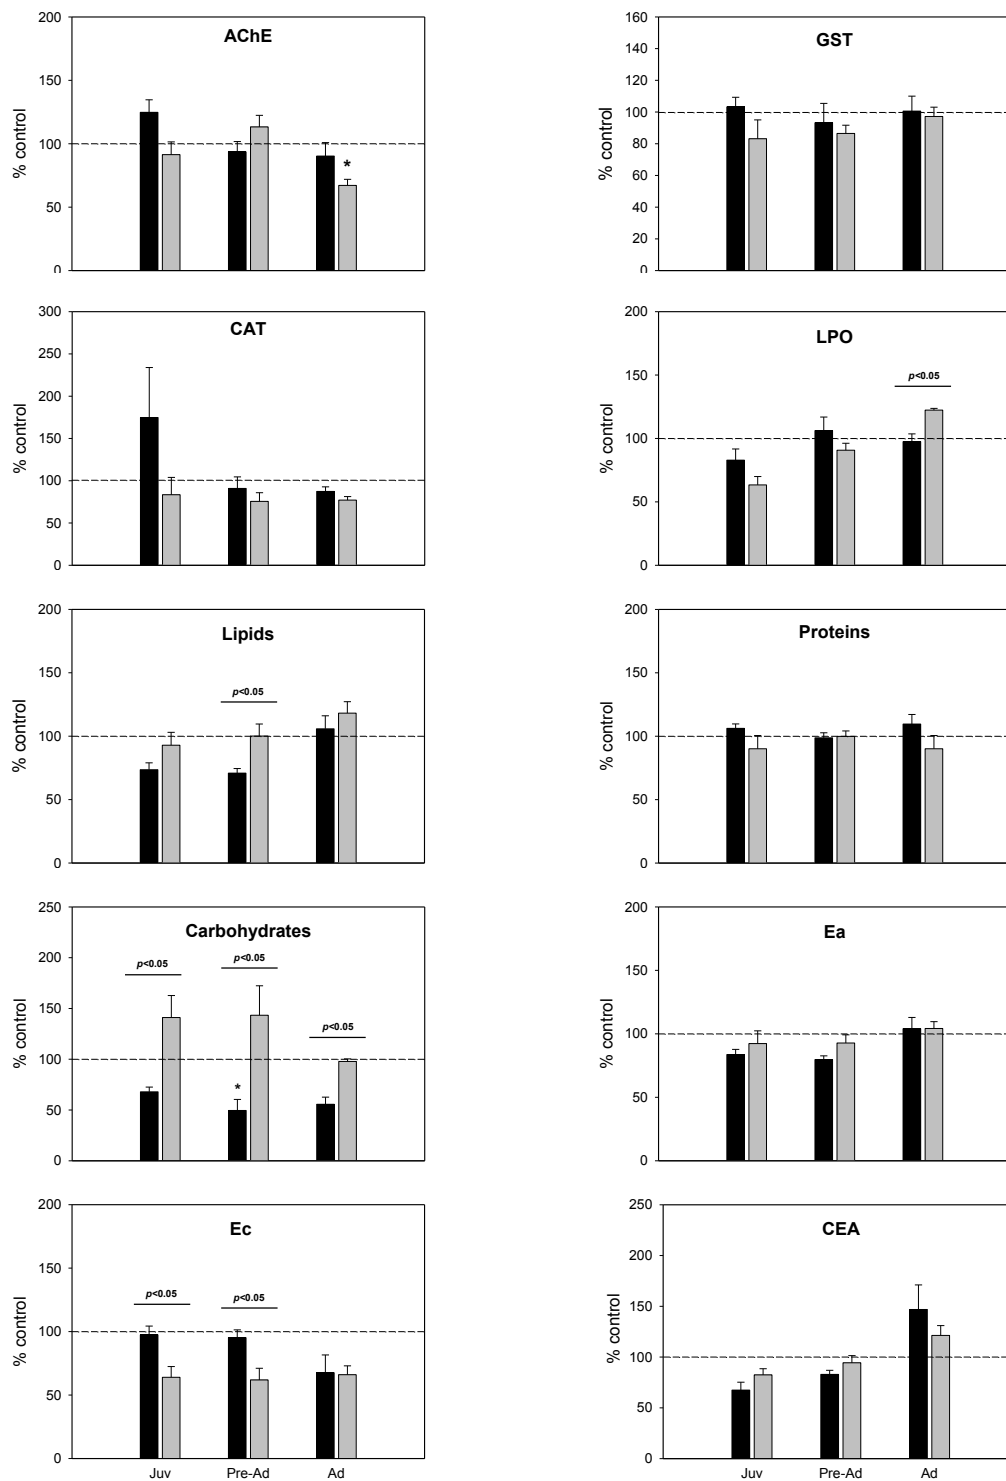 AChE
% control
200
150
100
50
0
*
GST
% control
160
140
120
100
80
60
40
20
0
CAT
% control
300
250
200
150
100
50
0
LPO
% control
200
150
100
50
0
p<0.05
Lipids
% control
200
150
100
50
0
p<0.05
Proteins
% control
200
150
100
50
0
Carbohydrates
% control
250
200
150
100
50
0
p<0.05
p<0.05
p<0.05
*
Ea
% control
200
150
100
50
0
Ec
% control
200
150
100
50
0
p<0.05
p<0.05
Juv Pre-Ad Ad
CEA
% control
250
200
150
100
50
0
Juv Pre-Ad Ad